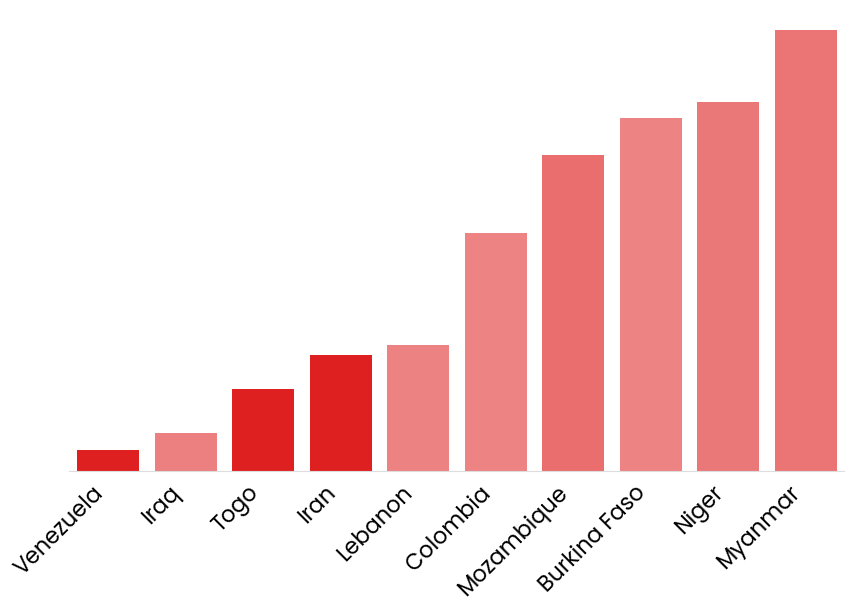 Venezuela
Iraq
Togo
Iran
Lebanon
Colombia
Mozambique
Burkina Faso
Niger
Myanmar